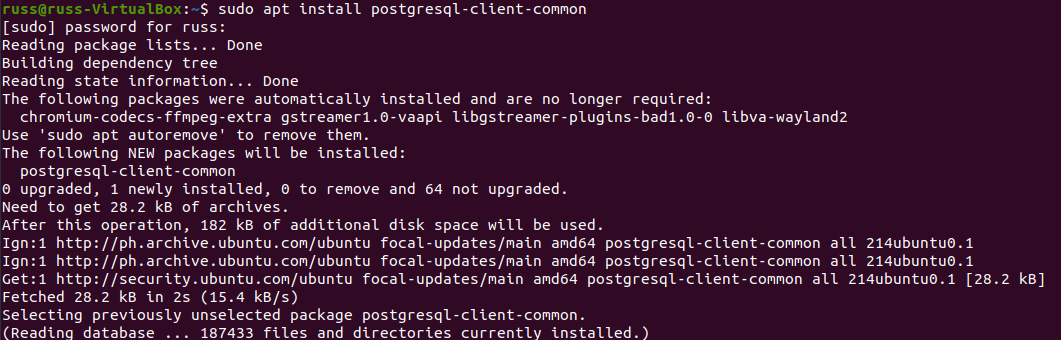 russ@russ-VirtualBox:~$ sudo apt install postgresql-client-common
[sudo] password for russ:
Reading package lists... Done
Building dependency tree
Reading state information... Done
The following packages were automatically installed and are no longer required:
  chromium-codecs-ffmpeg-extra gstreamer1.0-vaapi libgstreamer-plugins-bad1.0-0 libva-wayland2
Use 'sudo apt autoremove' to remove them.
The following NEW packages will be installed:
  postgresql-client-common
0 upgraded, 1 newly installed, 0 to remove and 64 not upgraded.
Need to get 28.2 kB of archives.
After this operation, 182 kB of additional disk space will be used.
Ign:1 http://ph.archive.ubuntu.com/ubuntu focal-updates/main amd64 postgresql-client-common all 214ubuntu0.1
Ign:1 http://ph.archive.ubuntu.com/ubuntu focal-updates/main amd64 postgresql-client-common all 214ubuntu0.1
Get:1 http://security.ubuntu.com/ubuntu focal-updates/main amd64 postgresql-client-common all 214ubuntu0.1 [28.2 kB]
Fetched 28.2 kB in 2s (15.4 kB/s)
Selecting previously unselected package postgresql-client-common.
(Reading database ... 187433 files and directories currently installed.)